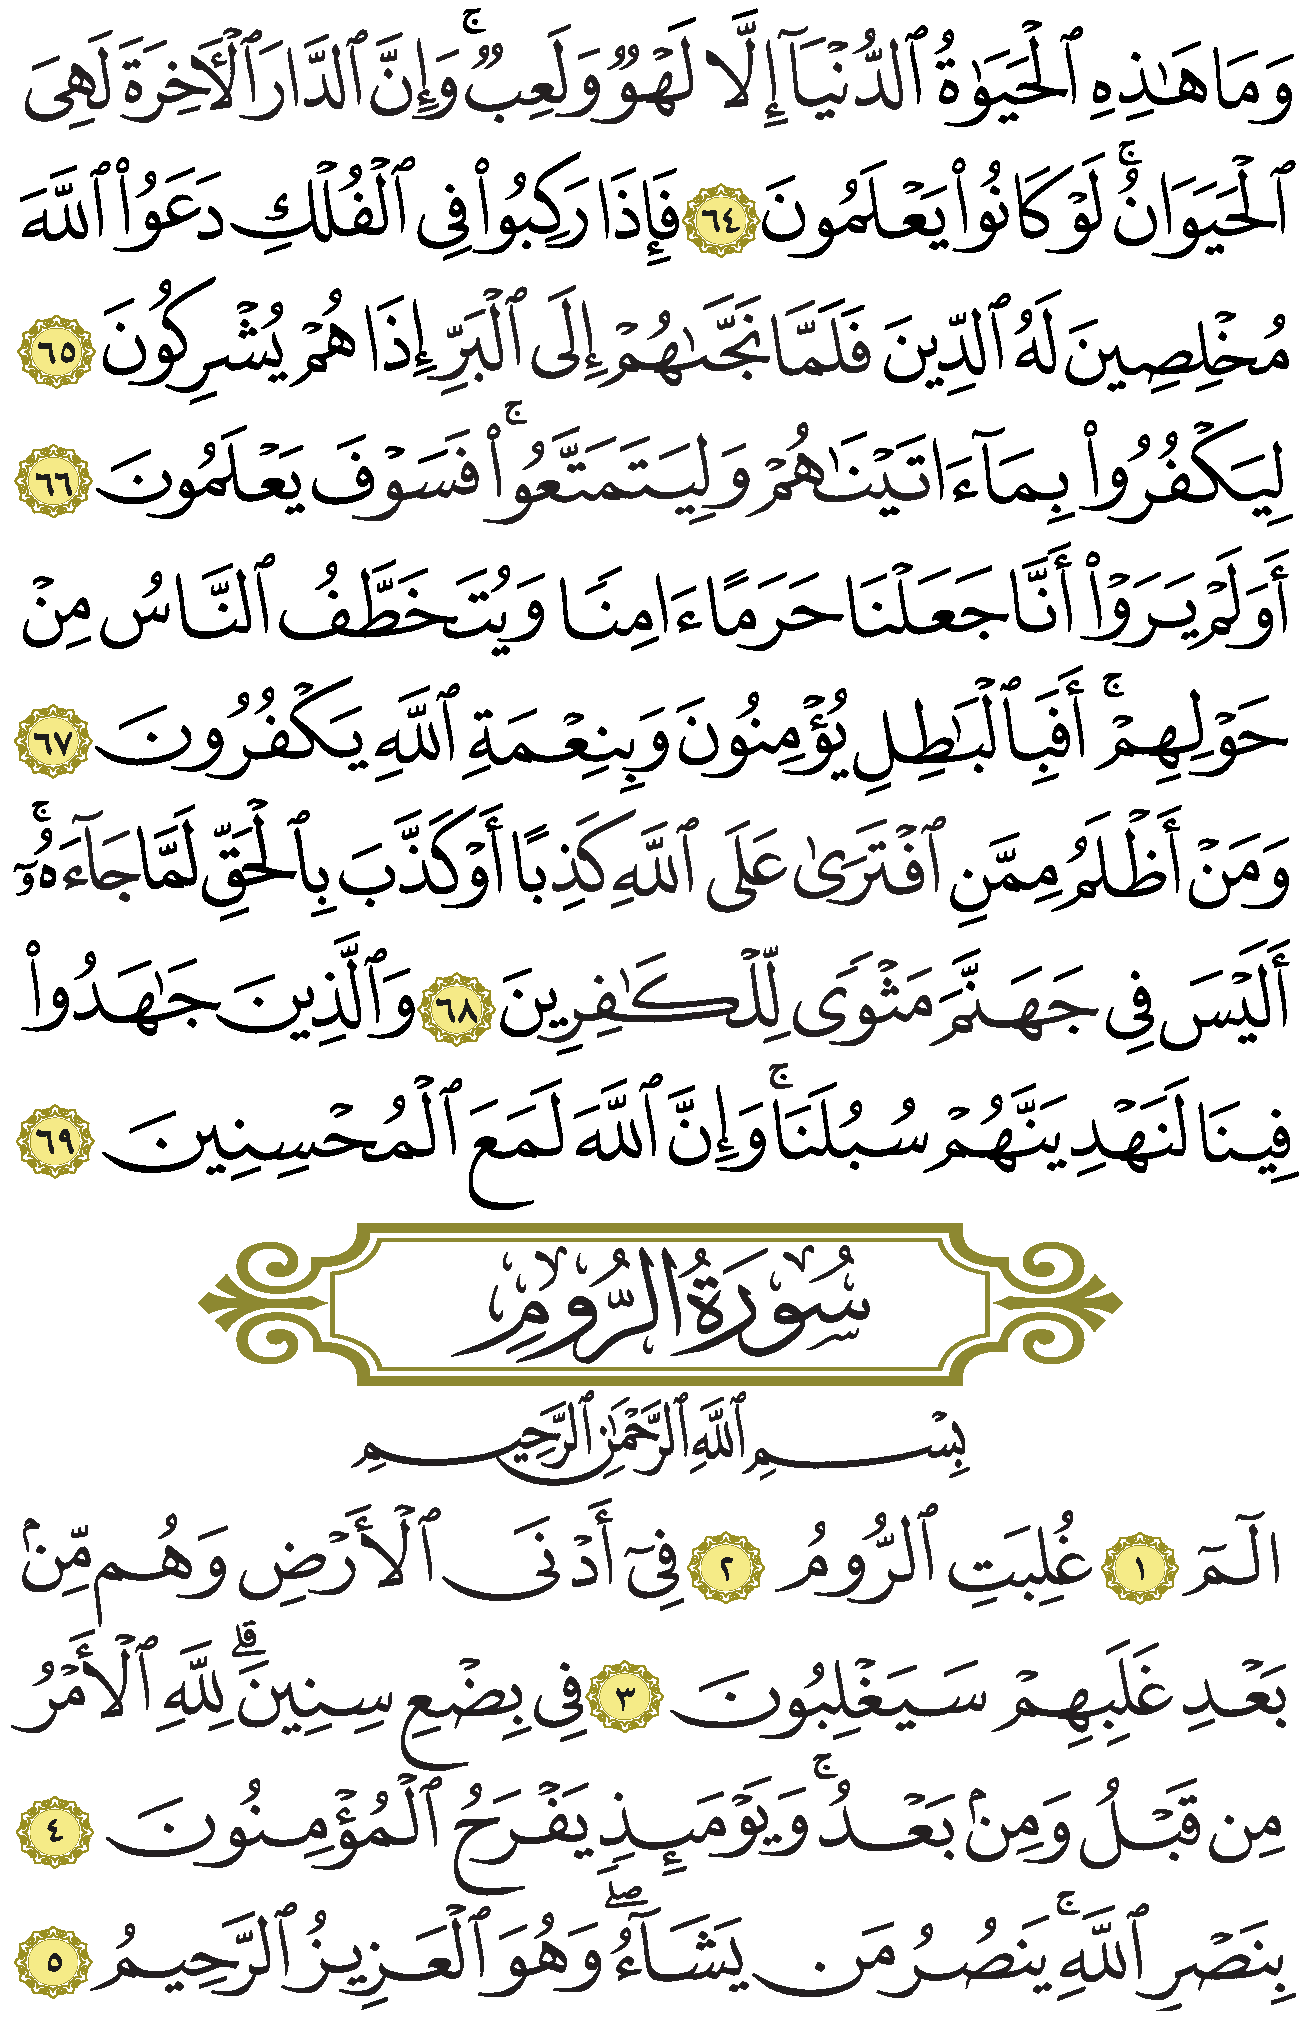 وَمَا هَٰذِهِ ٱلْحَيَوٰةُ ٱلدُّنْيَآ إِلَّا لَهْوٌ وَلَعِبٌ ۚ وَإِنَّ ٱلدَّارَ ٱلْأَخِرَةَ لَهِىَ
ٱلْحَيَوَانُ ۚ لَوْ كَانُوا۟ يَعْلَمُونَ ٦٤ فَإِذَا رَكِبُوا۟ فِى ٱلْفُلْكِ دَعَوُا۟ ٱللَّهَ
مُخْلِصِينَ لَهُ ٱلدِّينَ فَلَمَّا نَجَّىٰهُمْ إِلَى ٱلْبَرِّ إِذَا هُمْ يُشْرِكُونَ ٦٥
لِيَكْفُرُوا۟ بِمَآ ءَاتَيْنَٰهُمْ وَلِيَتَمَتَّعُوا۟ ۚ فَسَوْفَ يَعْلَمُونَ ٦٦
أَوَلَمْ يَرَوْا۟ أَنَّا جَعَلْنَا حَرَمًا ءَامِنًا وَيُتَخَطَّفُ ٱلنَّاسُ مِنْ
حَوْلِهِمْ ۚ أَفَبِٱلْبَٰطِلِ يُؤْمِنُونَ وَبِنِعْمَةِ ٱللَّهِ يَكْفُرُونَ ٦٧
وَمَنْ أَظْلَمُ مِمَّنِ ٱفْتَرَىٰ عَلَى ٱللَّهِ كَذِبًا أَوْ كَذَّبَ بِٱلْحَقِّ لَمَّا جَآءَهُۥٓ ۚ
أَلَيْسَ فِى جَهَنَّمَ مَثْوًى لِّلْكَٰفِرِينَ ٦٨ وَٱلَّذِينَ جَٰهَدُوا۟
فِينَا لَنَهْدِيَنَّهُمْ سُبُلَنَا ۚ وَإِنَّ ٱللَّهَ لَمَعَ ٱلْمُحْسِنِينَ ٦٩
سُورَةُ الرُّومِ
بِسْمِ ٱللَّهِ ٱلرَّحْمَٰنِ ٱلرَّحِيمِ
الٓمٓ ١ غُلِبَتِ ٱلرُّومُ ٢ فِىٓ أَدْنَى ٱلْأَرْضِ وَهُم مِّنۢ
بَعْدِ غَلَبِهِمْ سَيَغْلِبُونَ ٣ فِى بِضْعِ سِنِينَ ۗ لِلَّهِ ٱلْأَمْرُ
مِن قَبْلُ وَمِنۢ بَعْدُ ۚ وَيَوْمَئِذٍ يَفْرَحُ ٱلْمُؤْمِنُونَ ٤
بِنَصْرِ ٱللَّهِ ۚ يَنصُرُ مَن يَشَآءُ ۖ وَهُوَ ٱلْعَزِيزُ ٱلرَّحِيمُ ٥